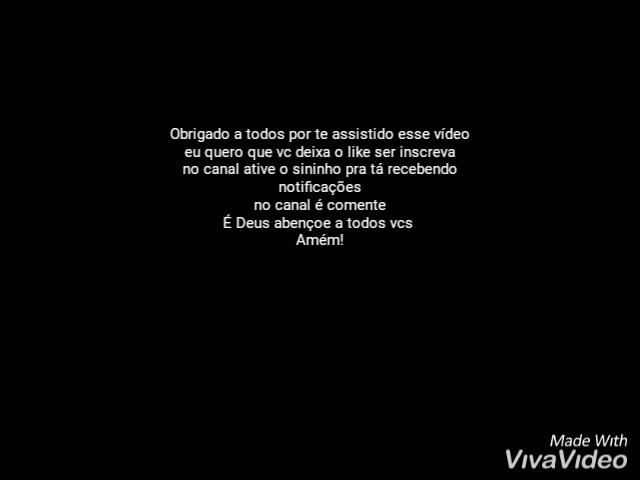 Obrigado a todos por te assistido esse vídeo
eu quero que vc deixa o like ser inscreva
no canal ative o sininho pra tá recebendo
notificações
no canal é comente
É Deus abençoe a todos vcs
Amém!
Made With
VivaVideo